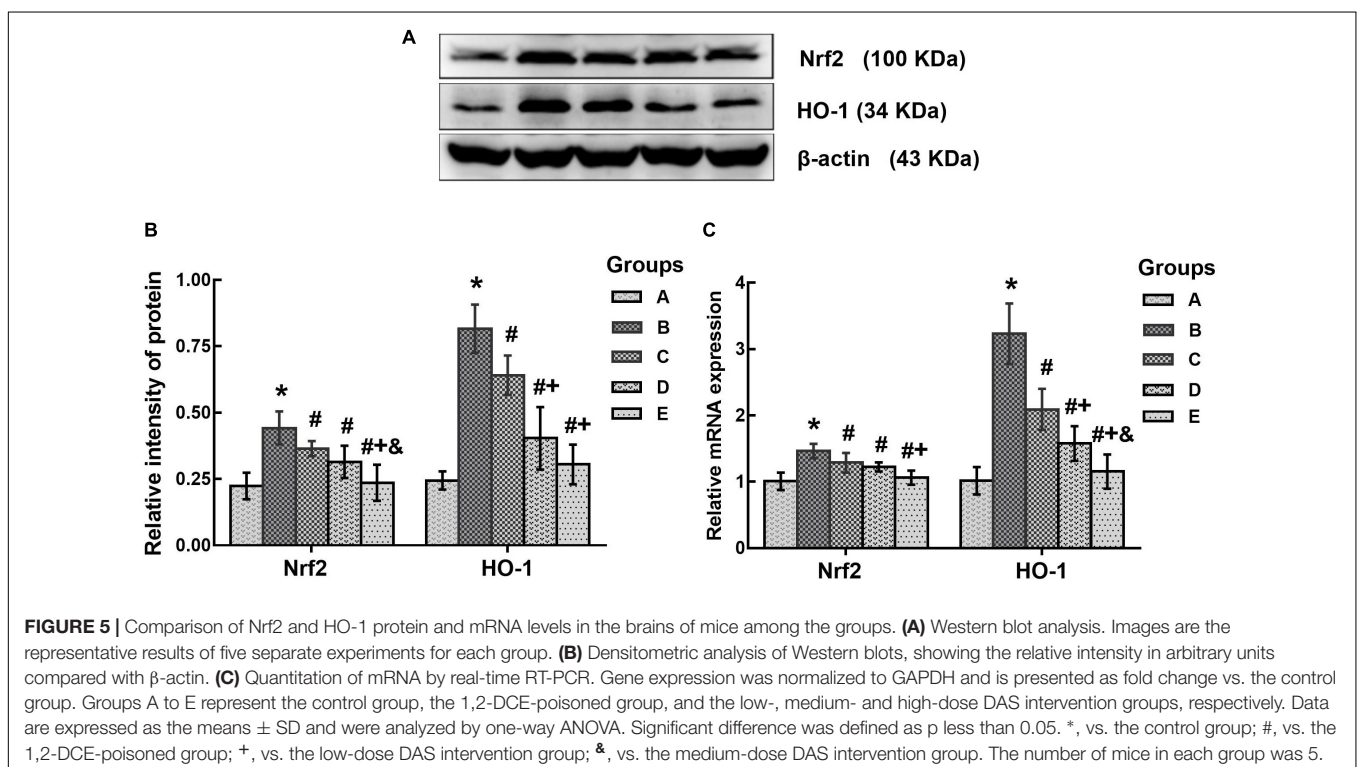 A
Nrf2 (100 KDa)
HO-1 (34 KDa)
β-actin (43 KDa)
B
Relative intensity of protein
1.00
0.75
0.50
0.25
0.00
*
#
#
#+&
*
#
#+
#+
Nrf2
HO-1
Groups
A
B
C
D
E
C
Relative mRNA expression
4
3
2
1
0
*
#
#
#+
*
#
#+
#+&
Nrf2
HO-1
Groups
A
B
C
D
E
FIGURE 5 | Comparison of Nrf2 and HO-1 protein and mRNA levels in the brains of mice among the groups. (A) Western blot analysis. Images are the
representative results of five separate experiments for each group. (B) Densitometric analysis of Western blots, showing the relative intensity in arbitrary units
compared with β-actin. (C) Quantitation of mRNA by real-time RT-PCR. Gene expression was normalized to GAPDH and is presented as fold change vs. the control
group. Groups A to E represent the control group, the 1,2-DCE-poisoned group, and the low-, medium- and high-dose DAS intervention groups, respectively. Data
are expressed as the means ± SD and were analyzed by one-way ANOVA. Significant difference was defined as p less than 0.05. *, vs. the control group; #, vs. the
1,2-DCE-poisoned group; +, vs. the low-dose DAS intervention group; &, vs. the medium-dose DAS intervention group. The number of mice in each group was 5.